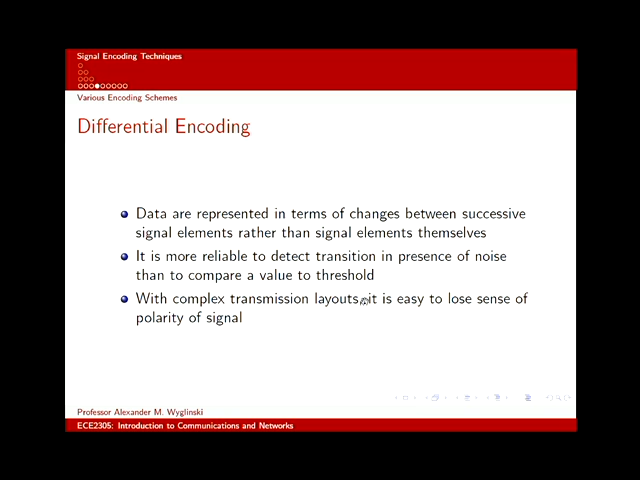 Signal Encoding Techniques
Various Encoding Schemes
Differential Encoding
Data are represented in terms of changes between successive
signal elements rather than signal elements themselves
It is more reliable to detect transition in presence of noise
than to compare a value to threshold
With complex transmission layouts, it is easy to lose sense of
polarity of signal
Professor Alexander M. Wyglinski
ECE2305: Introduction to Communications and Networks